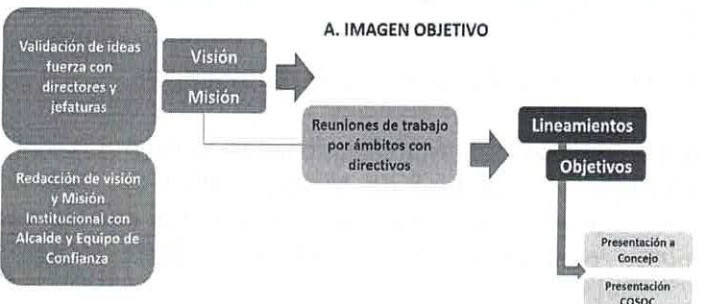 A. IMAGEN OBJETIVO
Validación de ideas
fuerza con
directores y
jefaturas
Visión
Misión
Redacción de visión
y Misión
Institucional con
Alcalde y Equipo de
Confianza
Reuniones de trabajo
por ámbitos con
directivos
Lineamientos
Objetivos
Presentación a
Concejo
Presentación
COSOC